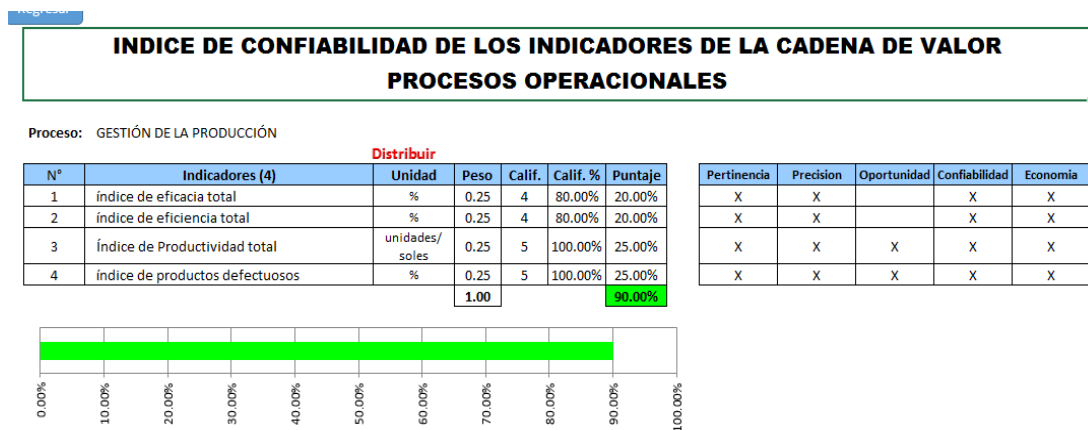 Regresar
INDICE DE CONFIABILIDAD DE LOS INDICADORES DE LA CADENA DE VALOR
PROCESOS OPERACIONALES
Proceso: GESTIÓN DE LA PRODUCCIÓN
Distribuir
N° Indicadores (4) Unidad Peso Calif. Calif. % Puntaje Pertinencia Precision Oportunidad Confiabilidad Economia
1 índice de eficacia total % 0.25 4 80.00% 20.00% X X X X
2 índice de eficiencia total % 0.25 4 80.00% 20.00% X X X X
3 Índice de Productividad total unidades/ soles 0.25 5 100.00% 25.00% X X X X X
4 índice de productos defectuosos % 0.25 5 100.00% 25.00% X X X X X
1.00 90.00%
0.00% 10.00% 20.00% 30.00% 40.00% 50.00% 60.00% 70.00% 80.00% 90.00% 100.00%